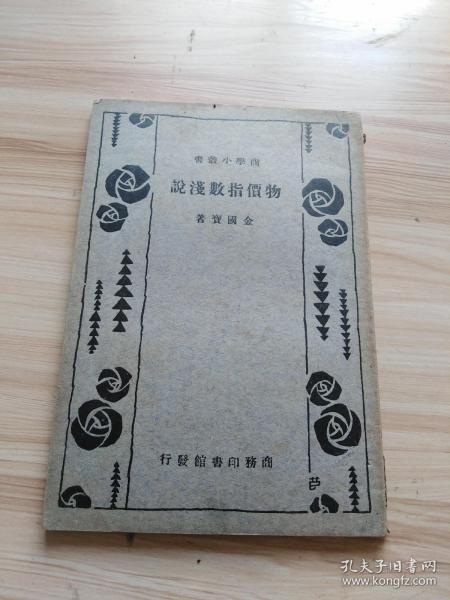 商學小叢書
物價指數淺說
金國寶著
商務印書館發行
孔夫子旧书网
www.kongfz.com